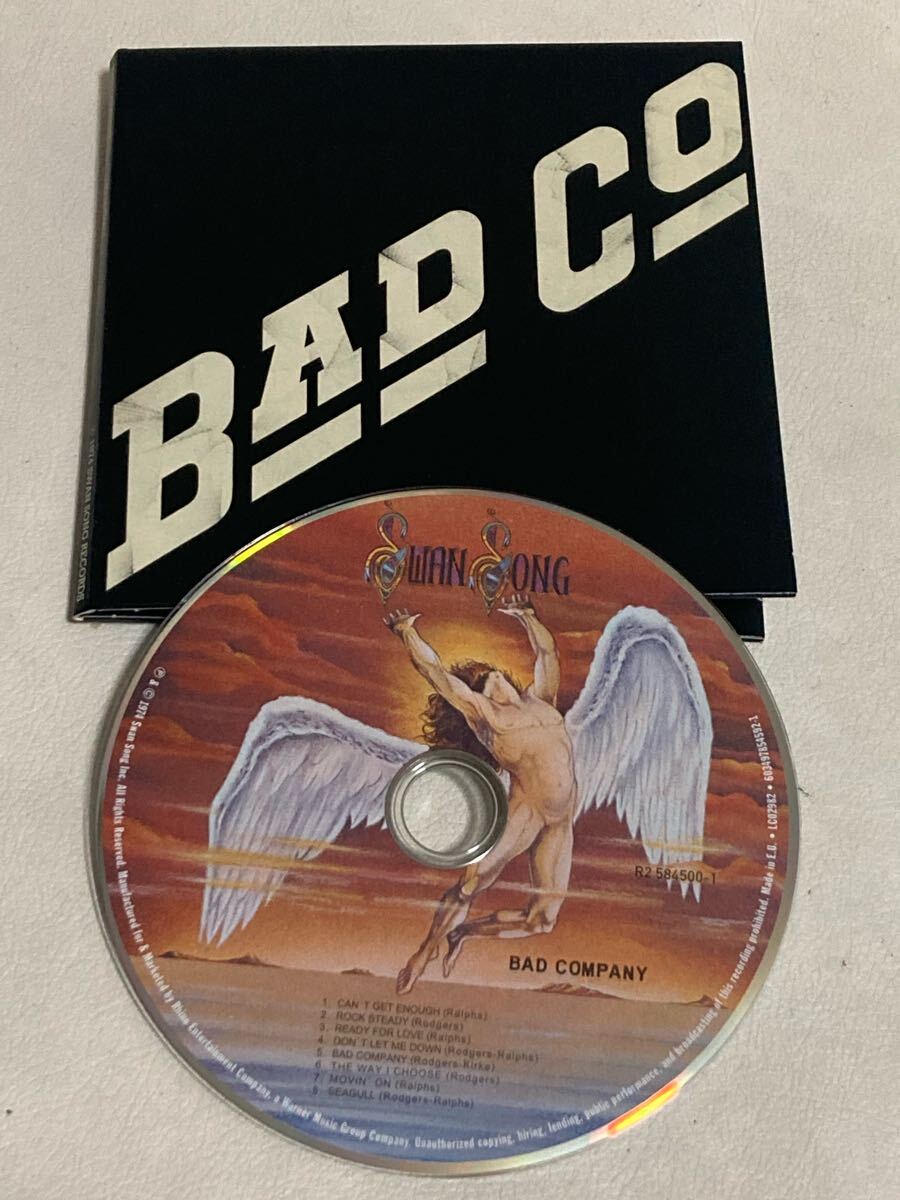 BAD CO
1974 SWAN SONG RECORDS
SWAN SONG
R2 584500-1
BAD COMPANY
1. CAN´T GET ENOUGH (Ralphs)
2. ROCK STEADY (Rodgers)
3. READY FOR LOVE (Ralphs)
4. DON´T LET ME DOWN (Rodgers-Ralphs)
5. BAD COMPANY (Rodgers-Kirke)
6. THE WAY I CHOOSE (Rodgers)
7. MOVIN´ ON (Ralphs)
8. SEAGULL (Rodgers-Ralphs)
℗ & © 1974 Swan Song Inc. All Rights Reserved. Manufactured for & Marketed by Rhino Entertainment Company, a Warner Music Group Company. Unauthorized copying, hiring, lending, public performance, and broadcasting of this recording prohibited. Made in E.U. • LC02982 • 603497854592-1